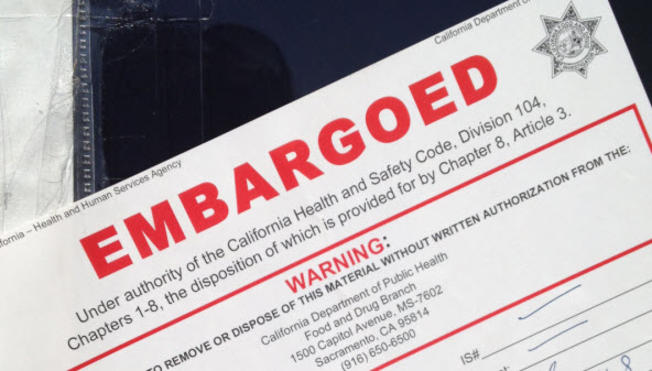 California Department of
fornia – Health and Human Services Agency
EMBARGOED
Under authority of the California Health and Safety Code, Division 104,
Chapters 1-8, the disposition of which is provided for by Chapter 8, Article 3.
WARNING:
TO REMOVE OR DISPOSE OF THIS MATERIAL WITHOUT WRITTEN AUTHORIZATION FROM THE:
California Department of Public Health
Food and Drug Branch
1500 Capitol Avenue, MS-7602
Sacramento, CA 95814
(916) 650-6500
IS#